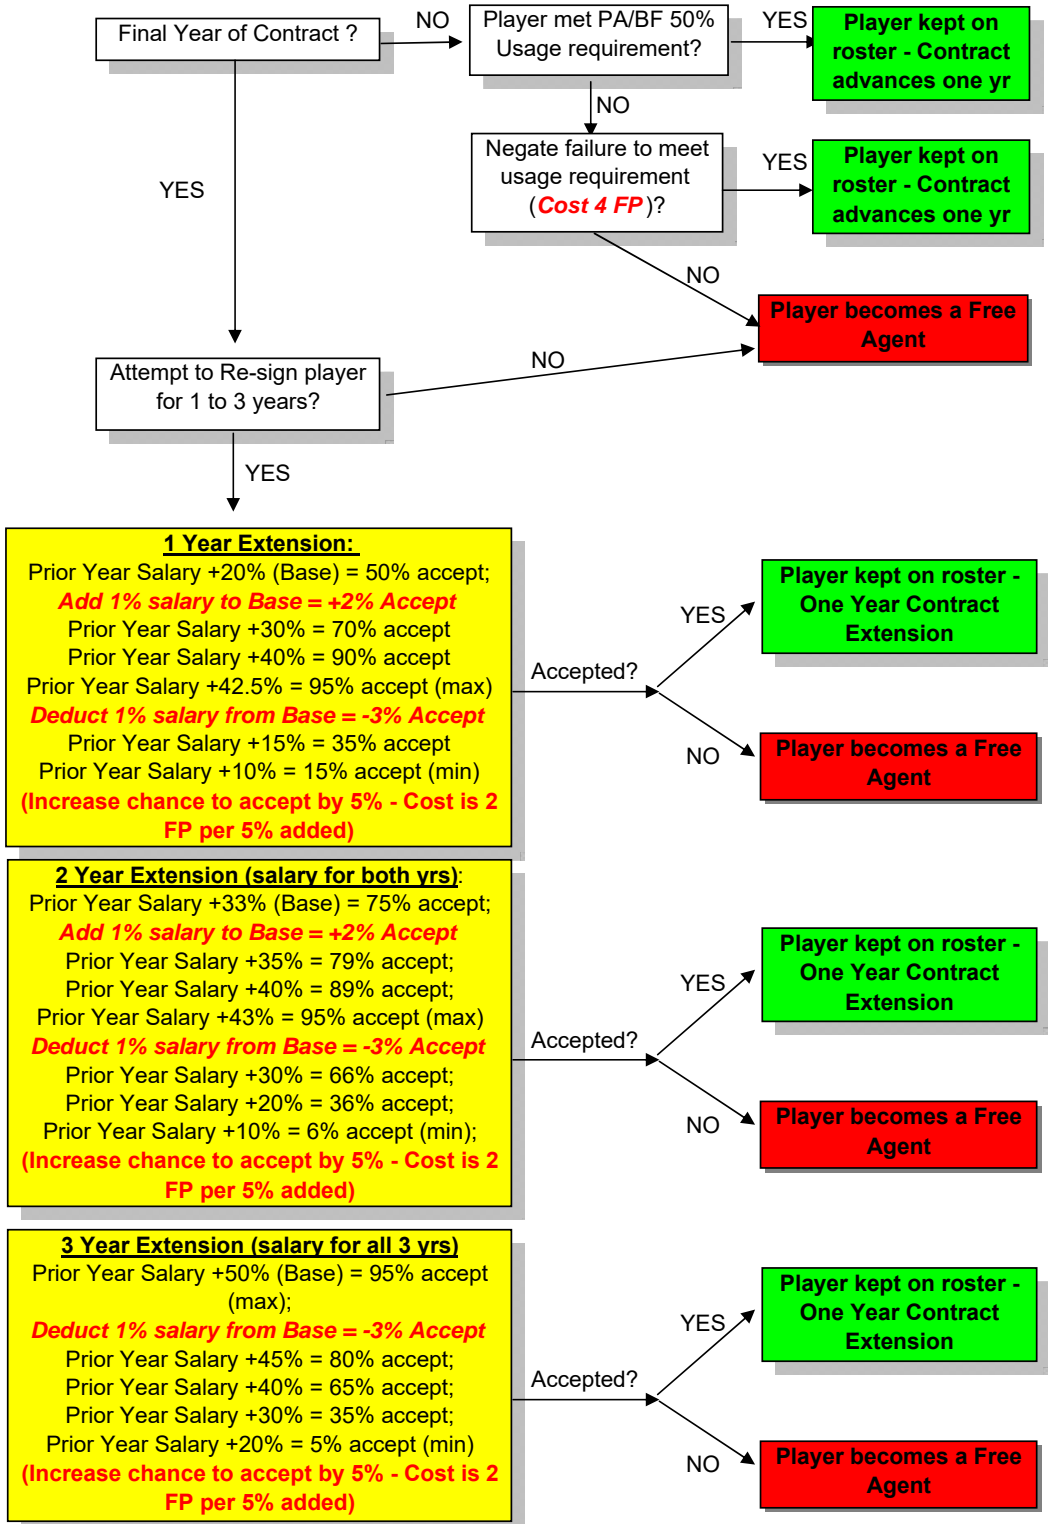 Final Year of Contract ?
NO
Player met PA/BF 50%
Usage requirement?
YES
Player kept on
roster - Contract
advances one yr
NO
Negate failure to meet
usage requirement
(Cost 4 FP)?
YES
Player kept on
roster - Contract
advances one yr
YES
NO
Player becomes a Free
Agent
Attempt to Re-sign player
for 1 to 3 years?
NO
YES
1 Year Extension:
Prior Year Salary +20% (Base) = 50% accept;
Add 1% salary to Base = +2% Accept
Prior Year Salary +30% = 70% accept
Prior Year Salary +40% = 90% accept
Prior Year Salary +42.5% = 95% accept (max)
Deduct 1% salary from Base = -3% Accept
Prior Year Salary +15% = 35% accept
Prior Year Salary +10% = 15% accept (min)
(Increase chance to accept by 5% - Cost is 2
FP per 5% added)
Accepted?
YES
Player kept on roster -
One Year Contract
Extension
NO
Player becomes a Free
Agent
2 Year Extension (salary for both yrs):
Prior Year Salary +33% (Base) = 75% accept;
Add 1% salary to Base = +2% Accept
Prior Year Salary +35% = 79% accept;
Prior Year Salary +40% = 89% accept;
Prior Year Salary +43% = 95% accept (max)
Deduct 1% salary from Base = -3% Accept
Prior Year Salary +30% = 66% accept;
Prior Year Salary +20% = 36% accept;
Prior Year Salary +10% = 6% accept (min);
(Increase chance to accept by 5% - Cost is 2
FP per 5% added)
Accepted?
YES
Player kept on roster -
One Year Contract
Extension
NO
Player becomes a Free
Agent
3 Year Extension (salary for all 3 yrs)
Prior Year Salary +50% (Base) = 95% accept
(max);
Deduct 1% salary from Base = -3% Accept
Prior Year Salary +45% = 80% accept;
Prior Year Salary +40% = 65% accept;
Prior Year Salary +30% = 35% accept;
Prior Year Salary +20% = 5% accept (min)
(Increase chance to accept by 5% - Cost is 2
FP per 5% added)
Accepted?
YES
Player kept on roster -
One Year Contract
Extension
NO
Player becomes a Free
Agent